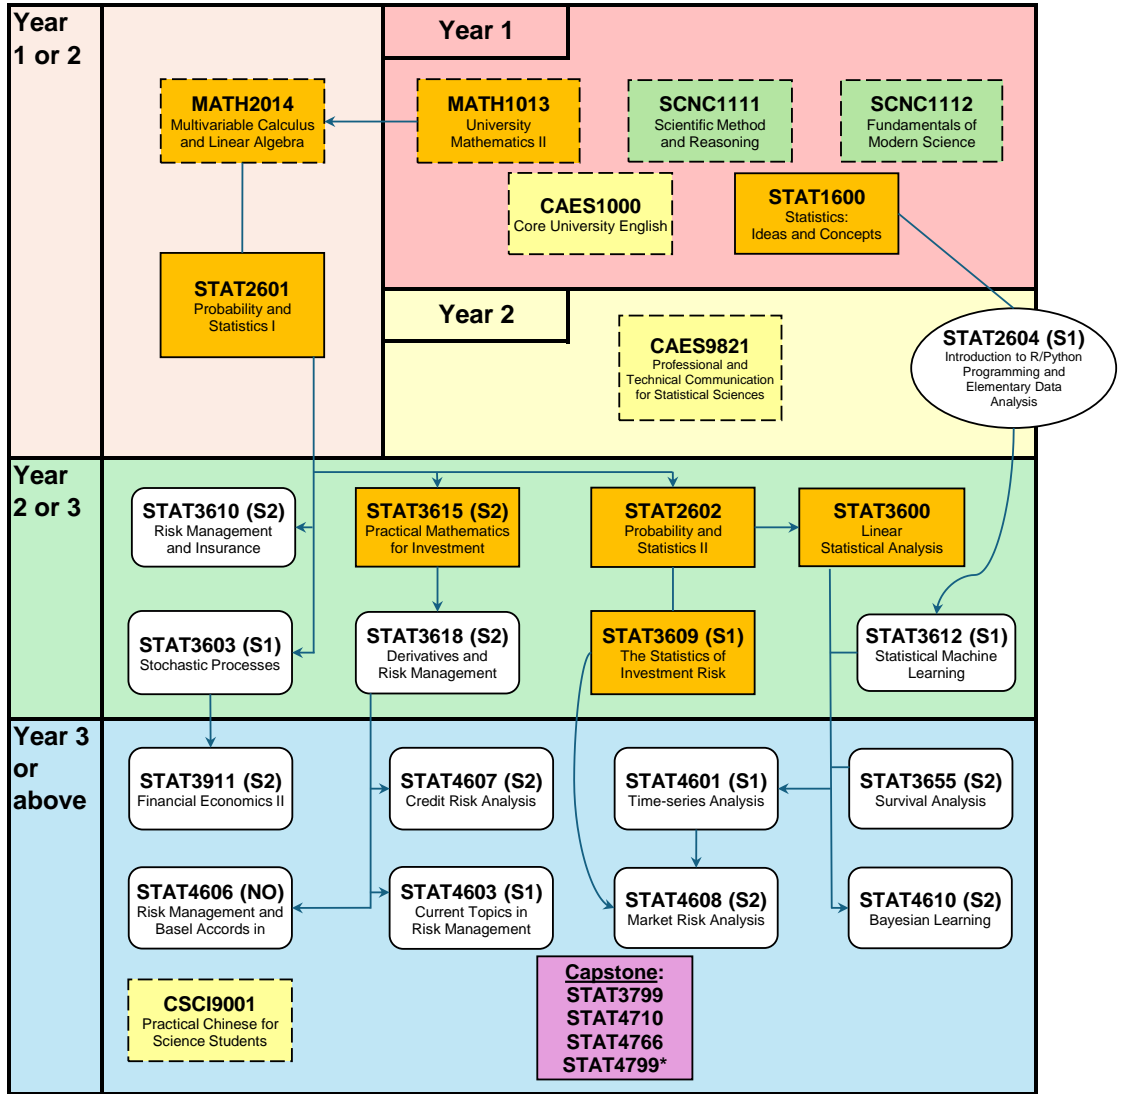 Year
1 or 2
Year 1
MATH2014
Multivariable Calculus
and Linear Algebra
MATH1013
University
Mathematics II
SCNC1111
Scientific Method
and Reasoning
SCNC1112
Fundamentals of
Modern Science
CAES1000
Core University English
STAT1600
Statistics:
Ideas and Concepts
STAT2601
Probability and
Statistics I
Year 2
CAES9821
Professional and
Technical Communication
for Statistical Sciences
STAT2604 (S1)
Introduction to R/Python
Programming and
Elementary Data
Analysis
Year
2 or 3
STAT3610 (S2)
Risk Management
and Insurance
STAT3615 (S2)
Practical Mathematics
for Investment
STAT2602
Probability and
Statistics II
STAT3600
Linear
Statistical Analysis
STAT3603 (S1)
Stochastic Processes
STAT3618 (S2)
Derivatives and
Risk Management
STAT3609 (S1)
The Statistics of
Investment Risk
STAT3612 (S1)
Statistical Machine
Learning
Year 3
or
above
STAT3911 (S2)
Financial Economics II
STAT4607 (S2)
Credit Risk Analysis
STAT4601 (S1)
Time-series Analysis
STAT3655 (S2)
Survival Analysis
STAT4606 (NO)
Risk Management and
Basel Accords in
STAT4603 (S1)
Current Topics in
Risk Management
STAT4608 (S2)
Market Risk Analysis
STAT4610 (S2)
Bayesian Learning
CSCI9001
Practical Chinese for
Science Students
Capstone:
STAT3799
STAT4710
STAT4766
STAT4799*